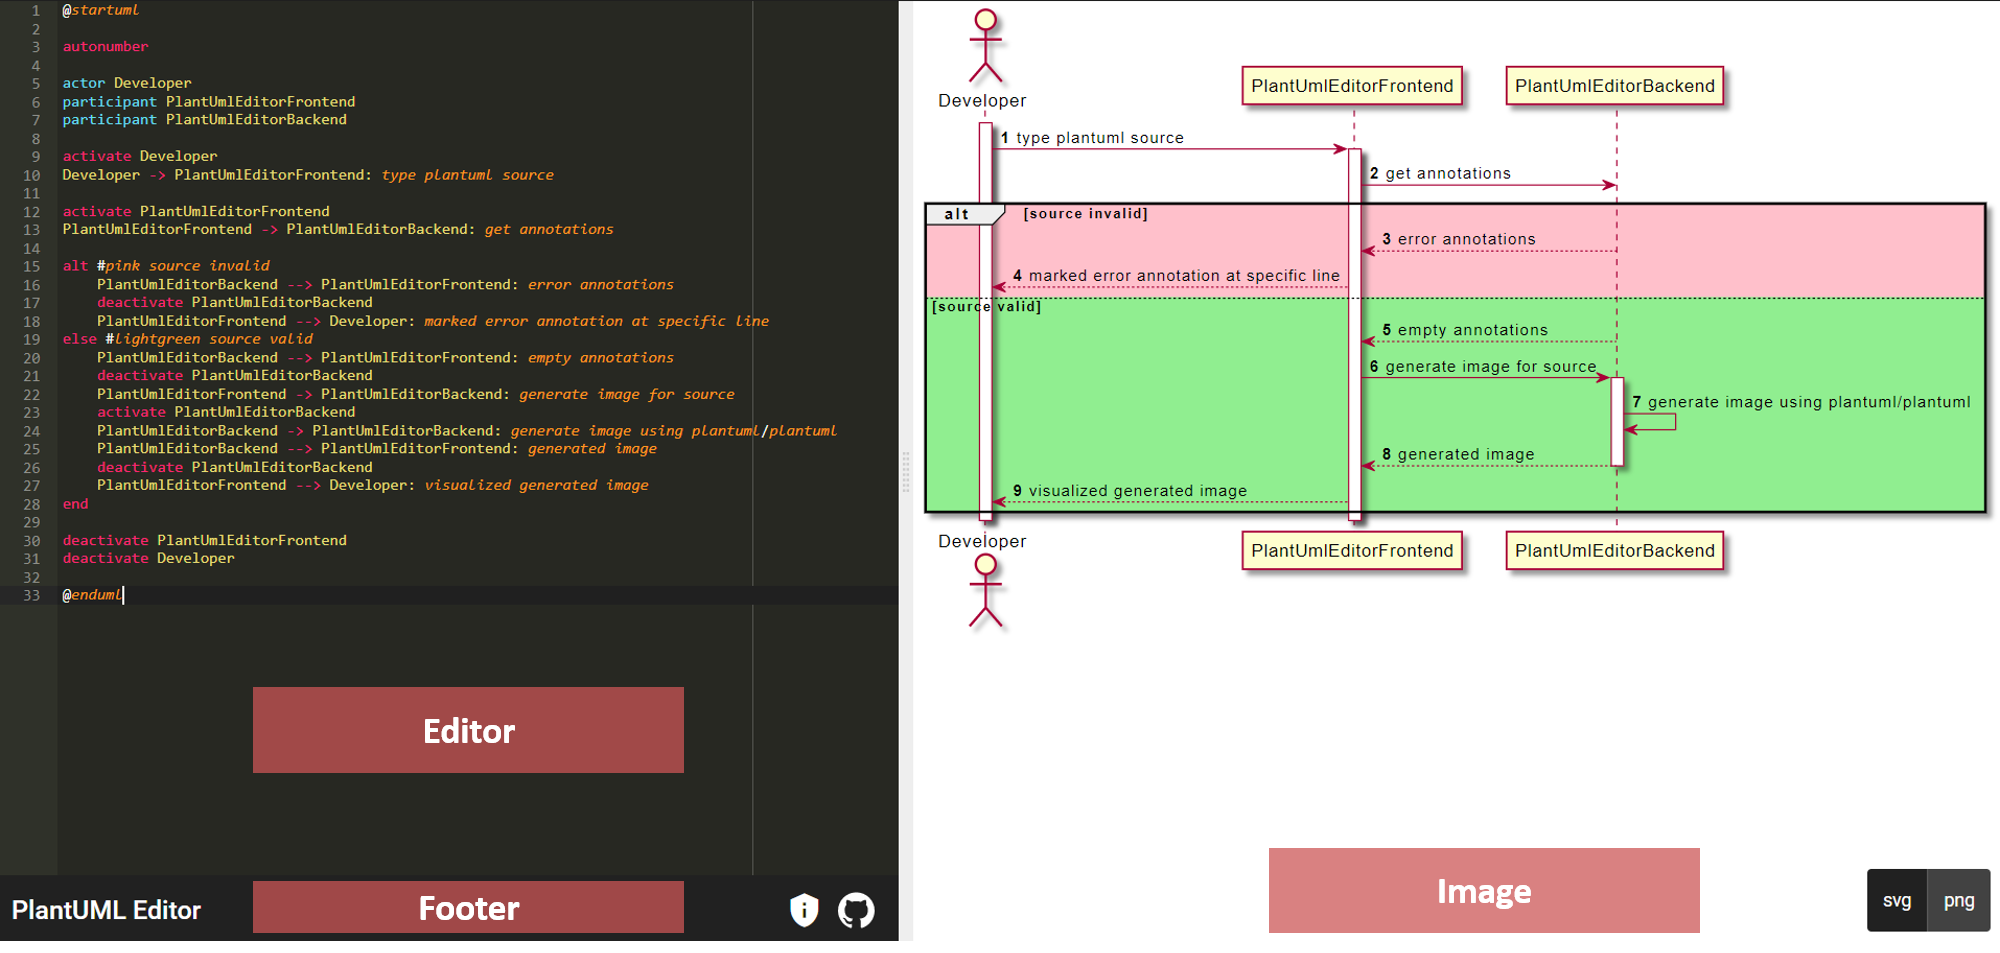 1 @startuml
2
3 autonumber
4
5 actor Developer
6 participant PlantUmlEditorFrontend
7 participant PlantUmlEditorBackend
8
9 activate Developer
10 Developer -> PlantUmlEditorFrontend: type plantuml source
11
12 activate PlantUmlEditorFrontend
13 PlantUmlEditorFrontend -> PlantUmlEditorBackend: get annotations
14
15 alt #pink source invalid
16 PlantUmlEditorBackend --> PlantUmlEditorFrontend: error annotations
17 deactivate PlantUmlEditorBackend
18 PlantUmlEditorFrontend --> Developer: marked error annotation at specific line
19 else #lightgreen source valid
20 PlantUmlEditorBackend --> PlantUmlEditorFrontend: empty annotations
21 deactivate PlantUmlEditorBackend
22 PlantUmlEditorFrontend -> PlantUmlEditorBackend: generate image for source
23 activate PlantUmlEditorBackend
24 PlantUmlEditorBackend -> PlantUmlEditorBackend: generate image using plantuml/plantuml
25 PlantUmlEditorBackend --> PlantUmlEditorFrontend: generated image
26 deactivate PlantUmlEditorBackend
27 PlantUmlEditorFrontend --> Developer: visualized generated image
28 end
29
30 deactivate PlantUmlEditorFrontend
31 deactivate Developer
32
33 @enduml
Editor
PlantUML Editor
Footer
Developer
PlantUmlEditorFrontend
PlantUmlEditorBackend
1 type plantuml source
2 get annotations
alt [source invalid]
3 error annotations
4 marked error annotation at specific line
[source valid]
5 empty annotations
6 generate image for source
7 generate image using plantuml/plantuml
8 generated image
9 visualized generated image
Developer
PlantUmlEditorFrontend
PlantUmlEditorBackend
Image
svg
png